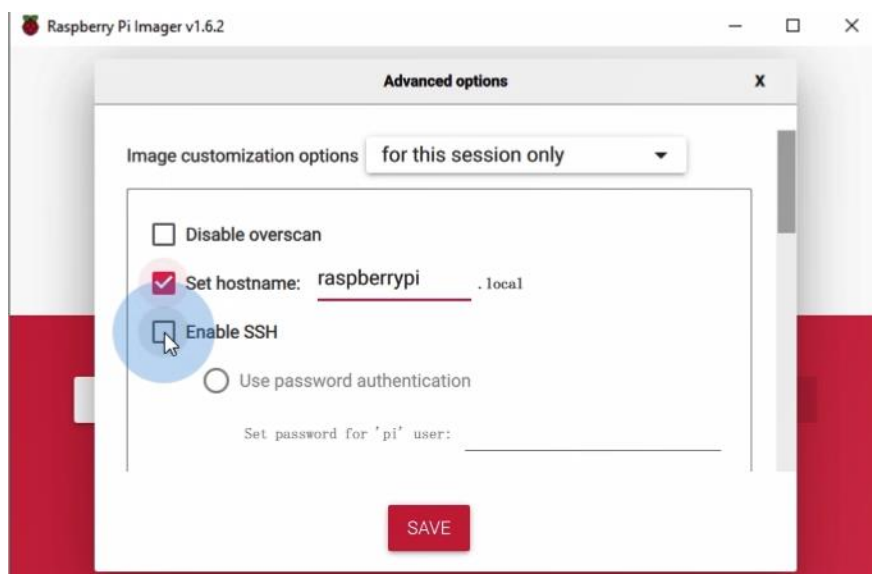 Raspberry Pi Imager v1.6.2
Advanced options X
Image customization options for this session only
Disable overscan
Set hostname: raspberrypi .local
Enable SSH
Use password authentication
Set password for 'pi' user:
SAVE